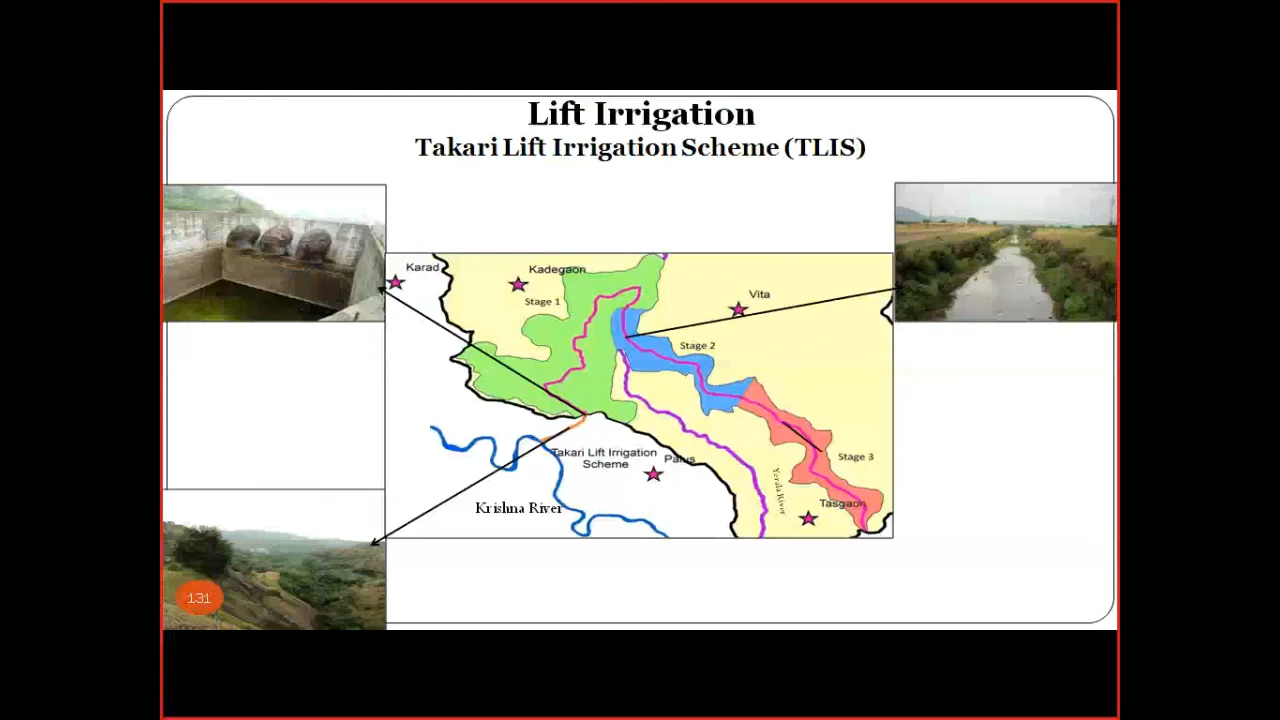 Lift Irrigation
Takari Lift Irrigation Scheme (TLIS)
Karad
Kadegaon
Stage 1
Vita
Stage 2
Takari Lift Irrigation
Scheme
Palus
Stage 3
Yerala River
Krishna River
Tasgaon
131